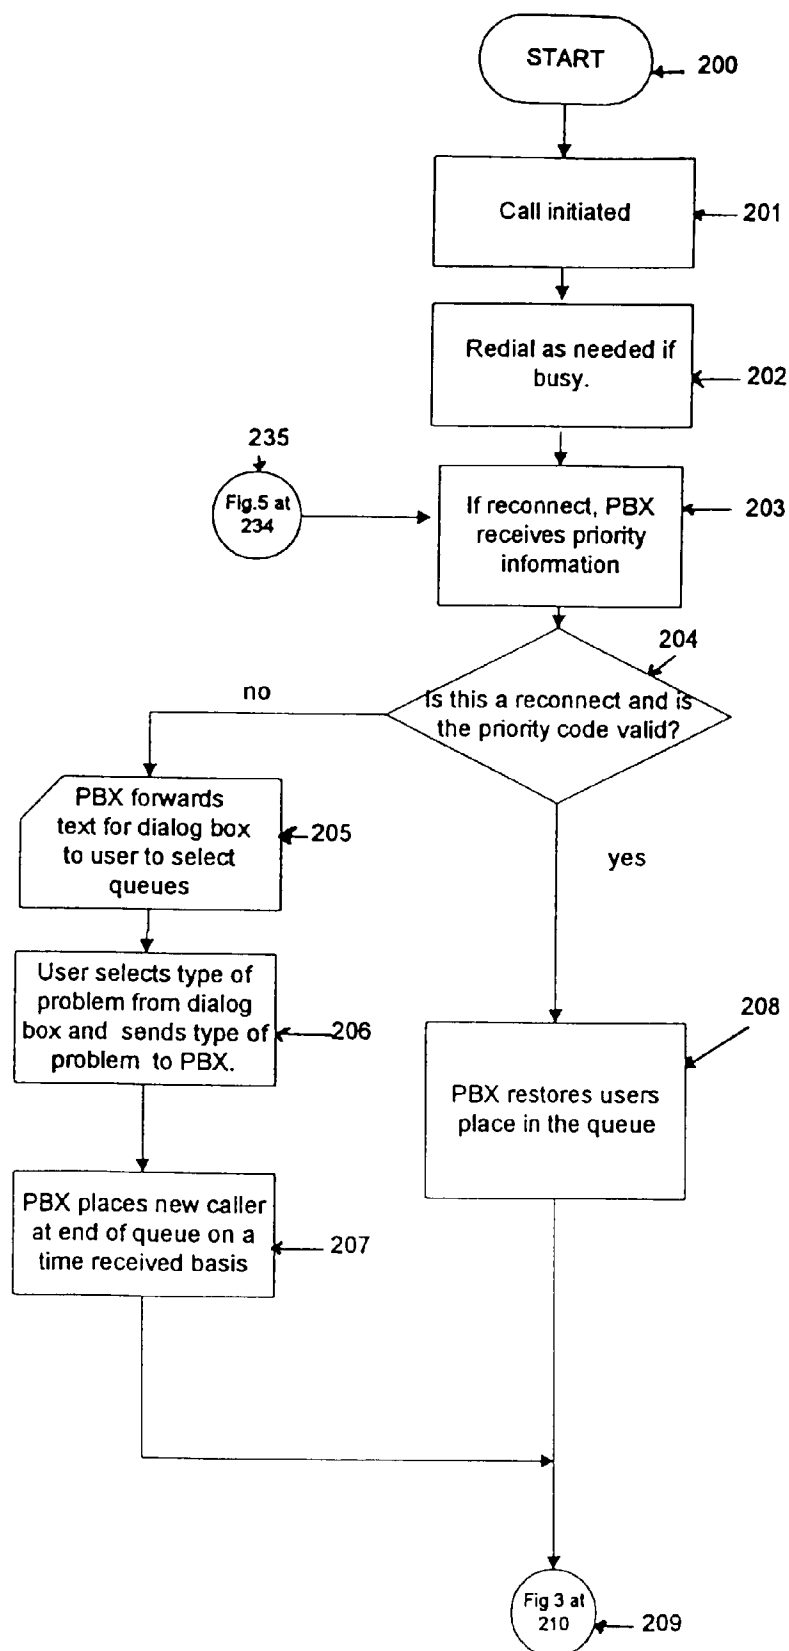 START
200
Call initiated
201
Redial as needed if
busy.
202
235
Fig.5 at
234
If reconnect, PBX
receives priority
information
203
204
Is this a reconnect and is
the priority code valid?
no
yes
PBX forwards
text for dialog box
to user to select
queues
205
User selects type of
problem from dialog
box and sends type of
problem to PBX.
206
208
PBX restores users
place in the queue
PBX places new caller
at end of queue on a
time received basis
207
Fig 3 at
210
209